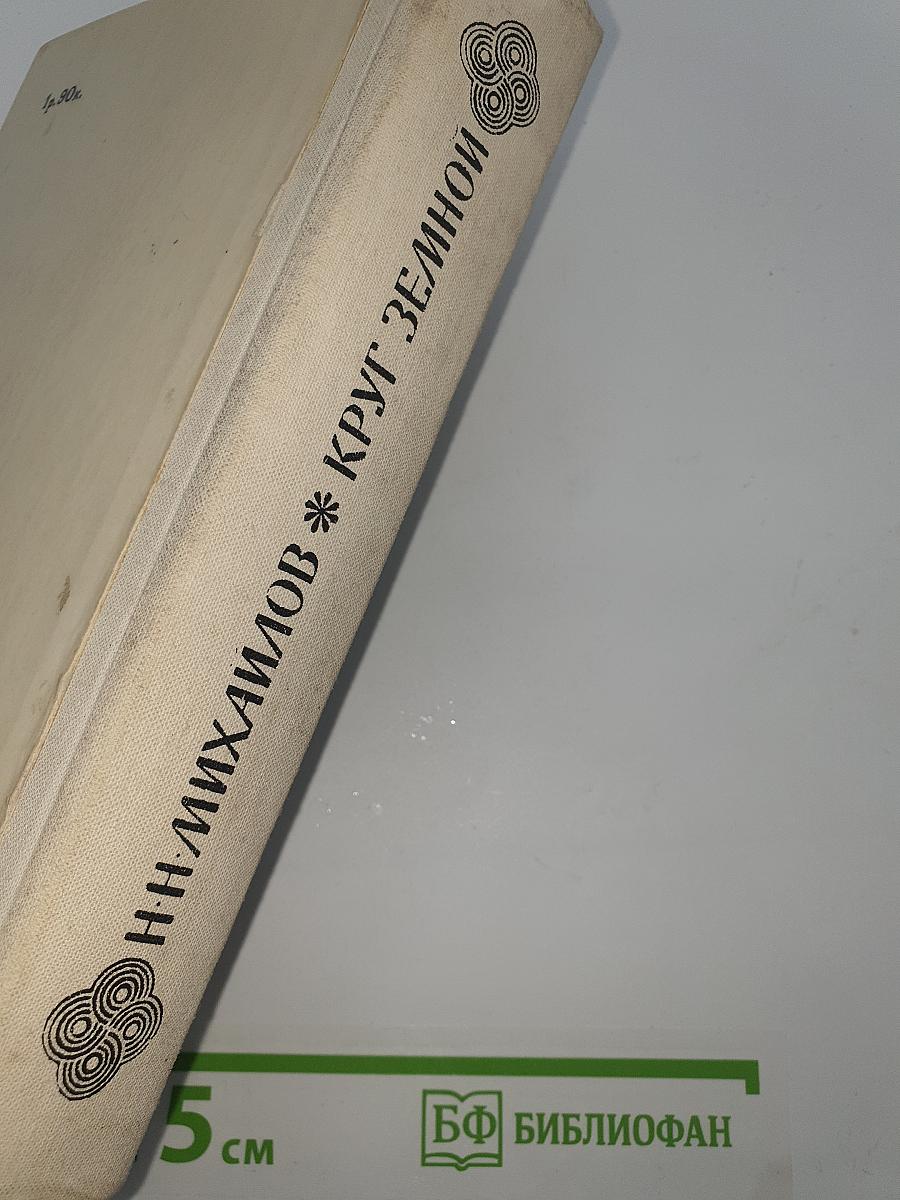 1р.90к.
Н·Н·МИХАЙЛОВ * КРУГ ЗЕМНОЙ
5 см
БФ БИБЛИОФАН